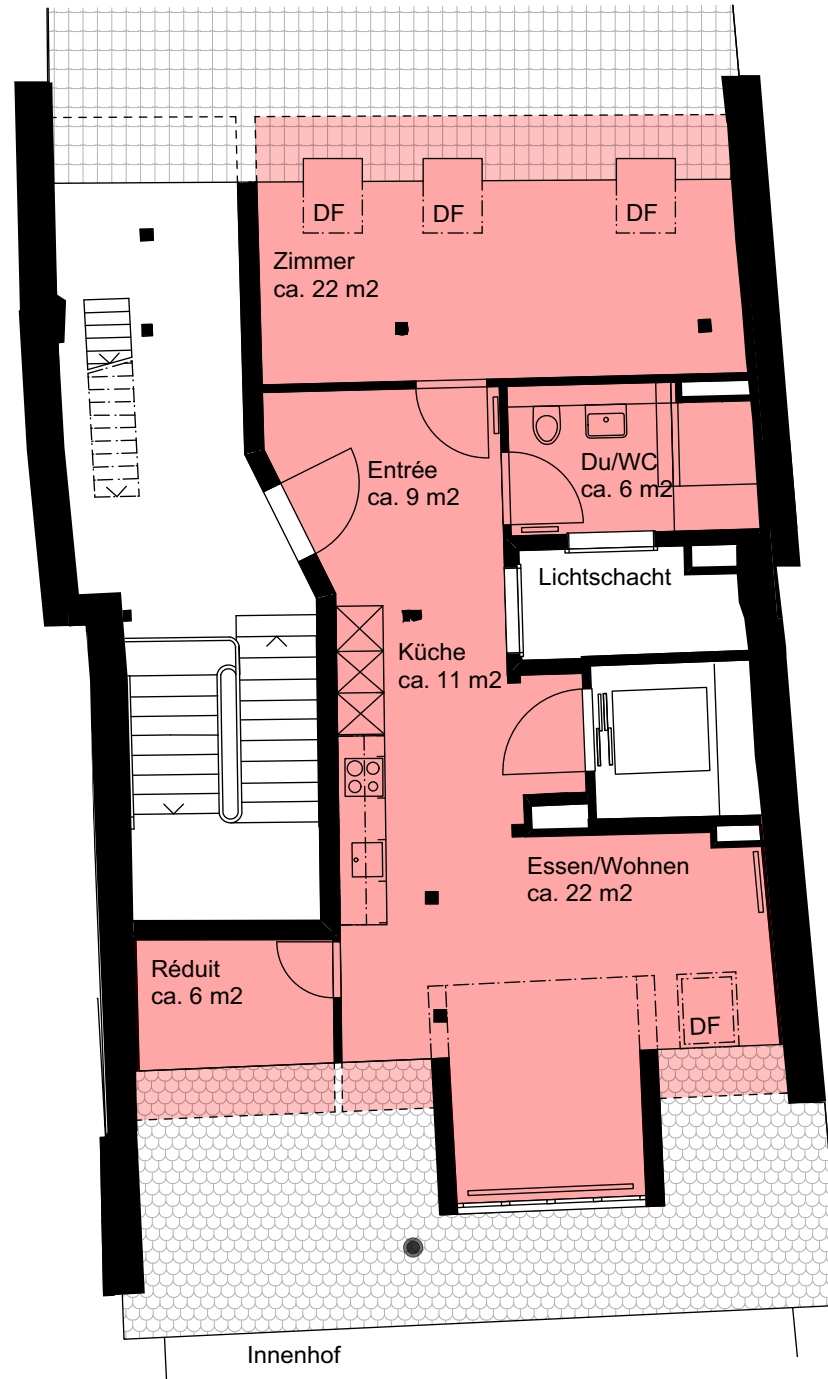 DF
DF
DF
Zimmer
ca. 22 m2
Entrée
ca. 9 m2
Du/WC
ca. 6 m2
Lichtschacht
Küche
ca. 11 m2
Essen/Wohnen
ca. 22 m2
Réduit
ca. 6 m2
DF
Innenhof